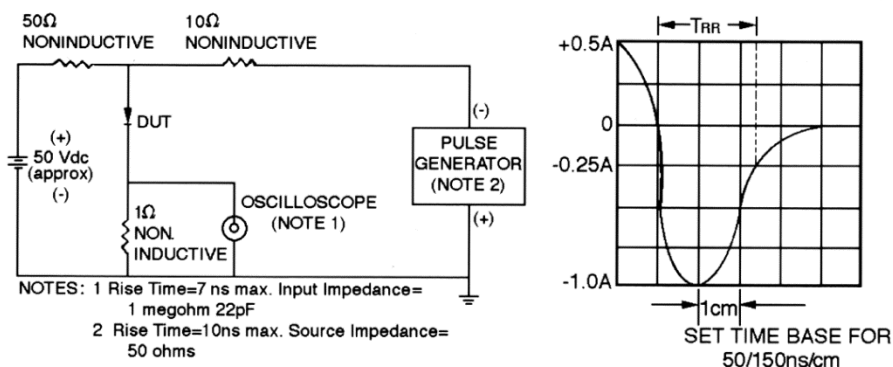 50Ω
NONINDUCTIVE
10Ω
NONINDUCTIVE
DUT
(+)
50 Vdc
(approx)
(-)
1Ω
NON.
INDUCTIVE
OSCILLOSCOPE
(NOTE 1)
(-)
PULSE
GENERATOR
(NOTE 2)
(+)
NOTES: 1 Rise Time=7 ns max. Input Impedance=
1 megohm 22pF
2 Rise Time=10ns max. Source Impedance=
50 ohms
TRR
+0.5A
0
-0.25A
-1.0A
1cm
SET TIME BASE FOR
50/150ns/cm